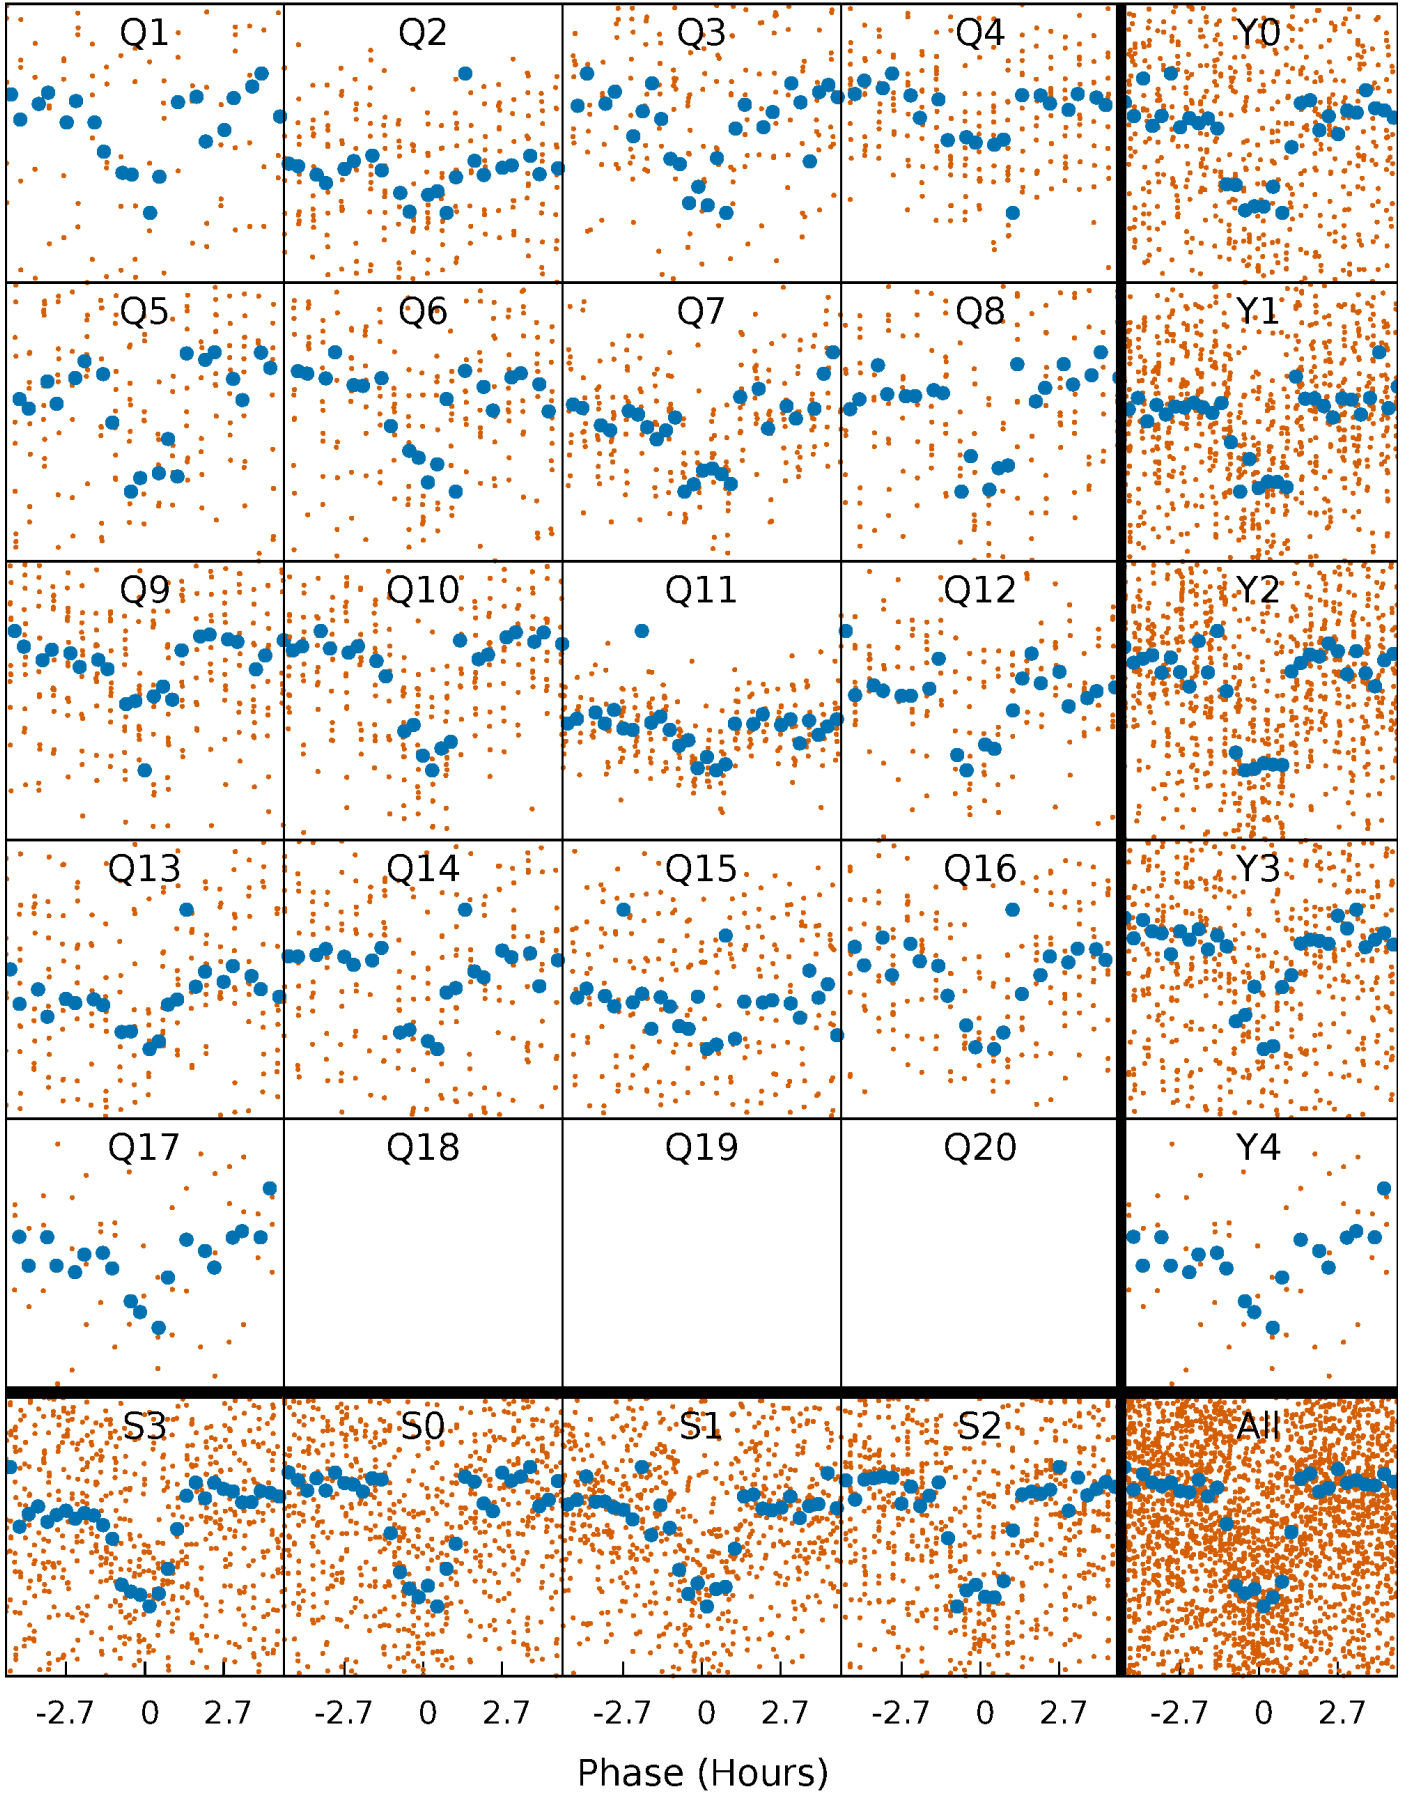 Q1 Q2 Q3 Q4 Y0
Q5 Q6 Q7 Q8 Y1
Q9 Q10 Q11 Q12 Y2
Q13 Q14 Q15 Q16 Y3
Q17 Q18 Q19 Q20 Y4
S3 S0 S1 S2 All
-2.7 0 2.7 -2.7 0 2.7 -2.7 0 2.7 -2.7 0 2.7 -2.7 0 2.7
Phase (Hours)